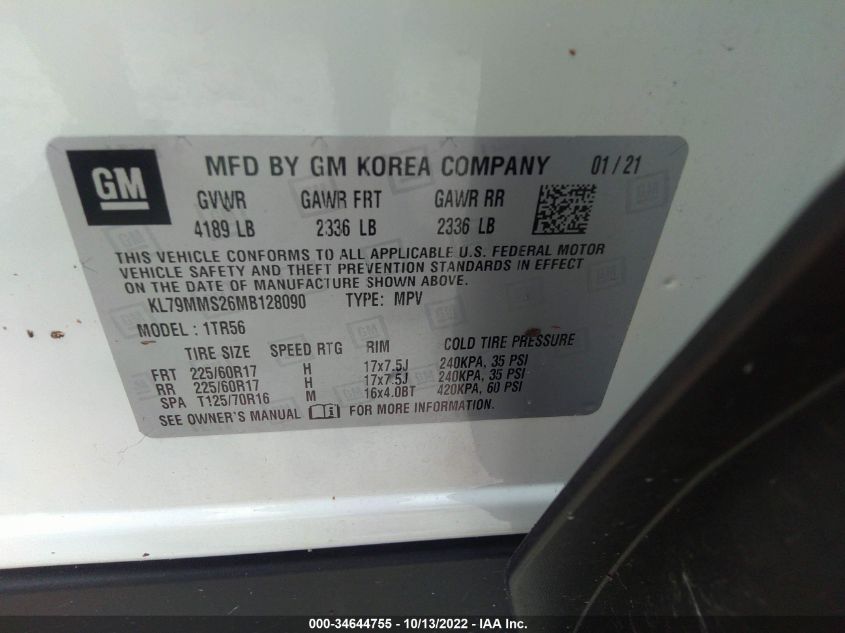 GM MFD BY GM KOREA COMPANY 01/21
GVWR GAWR FRT GAWR RR
4189 LB 2336 LB 2336 LB
THIS VEHICLE CONFORMS TO ALL APPLICABLE U.S. FEDERAL MOTOR
VEHICLE SAFETY AND THEFT PREVENTION STANDARDS IN EFFECT
ON THE DATE OF MANUFACTURE SHOWN ABOVE.
KL79MMS26MB128090 TYPE: MPV
MODEL: 1TR56
TIRE SIZE SPEED RTG RIM COLD TIRE PRESSURE
FRT 225/60R17 H 17x7.5J 240KPA, 35 PSI
RR 225/60R17 H 17x7.5J 240KPA, 35 PSI
SPA T125/70R16 M 16x4.0BT 420KPA, 60 PSI
SEE OWNER'S MANUAL FOR MORE INFORMATION.
000-34644755 - 10/13/2022 - IAA Inc.